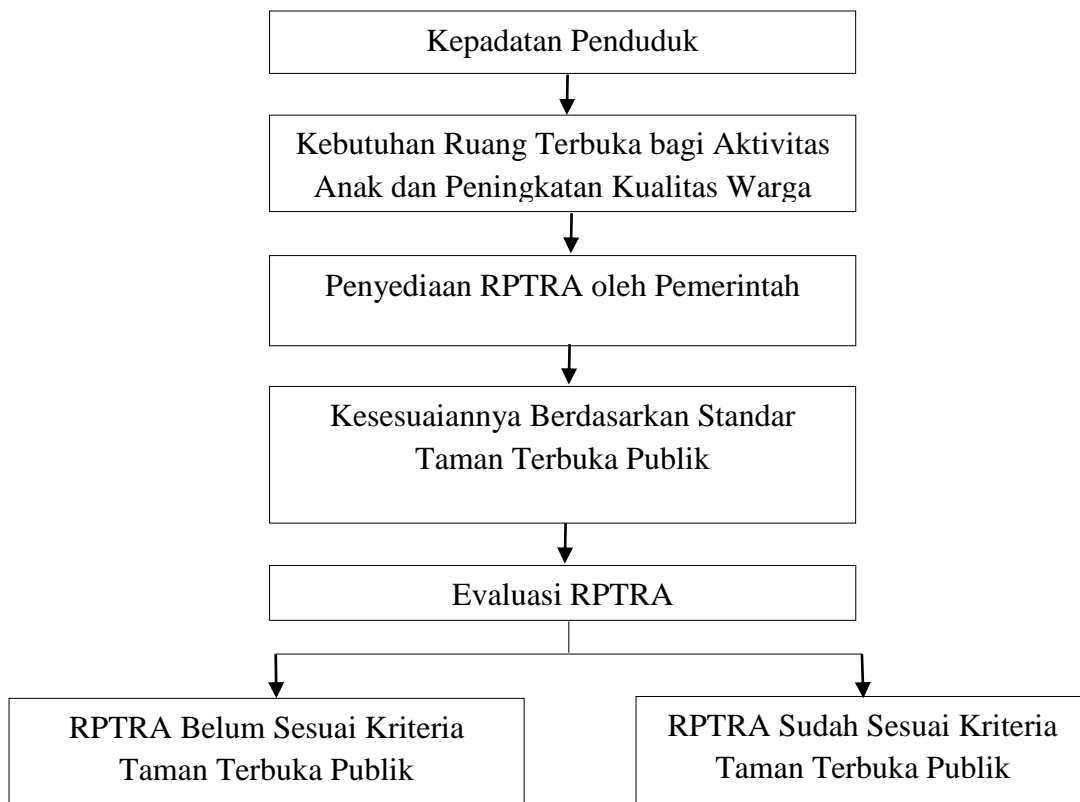 Kepadatan Penduduk
Kebutuhan Ruang Terbuka bagi Aktivitas
Anak dan Peningkatan Kualitas Warga
Penyediaan RPTRA oleh Pemerintah
Kesesuaiannya Berdasarkan Standar
Taman Terbuka Publik
Evaluasi RPTRA
RPTRA Belum Sesuai Kriteria
Taman Terbuka Publik
RPTRA Sudah Sesuai Kriteria
Taman Terbuka Publik